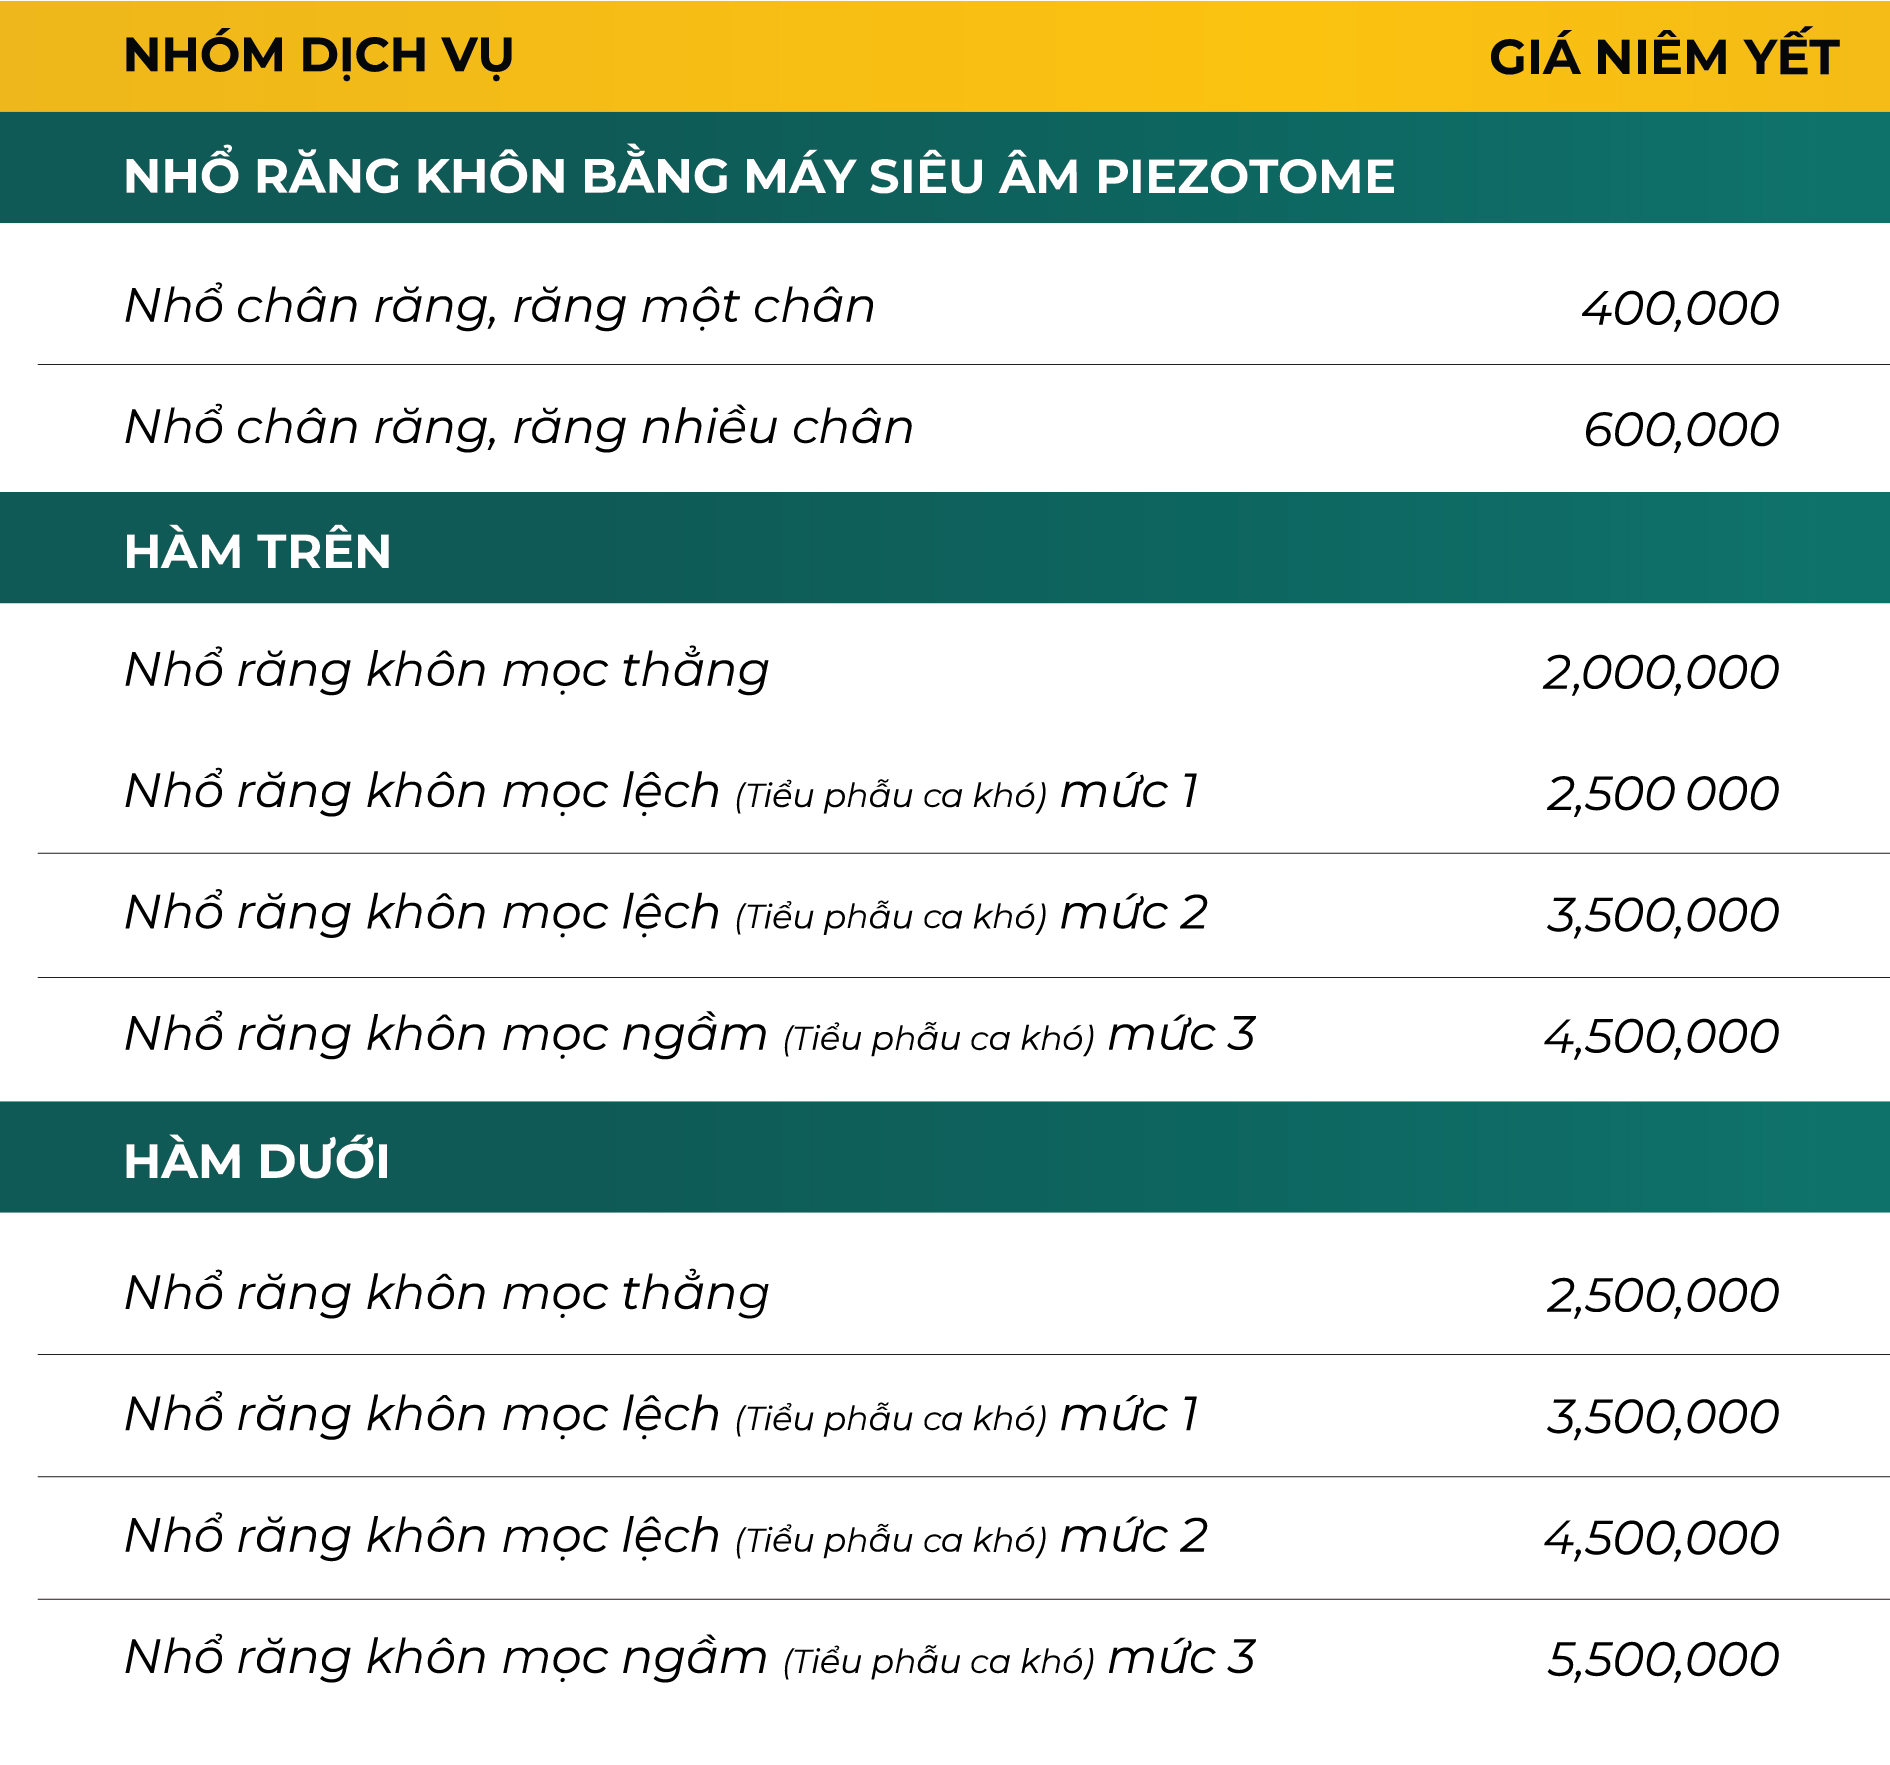 NHÓM DỊCH VỤ GIÁ NIÊM YẾT
NHỔ RĂNG KHÔN BẰNG MÁY SIÊU ÂM PIEZOTOME
Nhổ chân răng, răng một chân 400,000
Nhổ chân răng, răng nhiều chân 600,000
HÀM TRÊN
Nhổ răng khôn mọc thẳng 2,000,000
Nhổ răng khôn mọc lệch (Tiểu phẫu ca khó) mức 1 2,500 000
Nhổ răng khôn mọc lệch (Tiểu phẫu ca khó) mức 2 3,500,000
Nhổ răng khôn mọc ngầm (Tiểu phẫu ca khó) mức 3 4,500,000
HÀM DƯỚI
Nhổ răng khôn mọc thẳng 2,500,000
Nhổ răng khôn mọc lệch (Tiểu phẫu ca khó) mức 1 3,500,000
Nhổ răng khôn mọc lệch (Tiểu phẫu ca khó) mức 2 4,500,000
Nhổ răng khôn mọc ngầm (Tiểu phẫu ca khó) mức 3 5,500,000